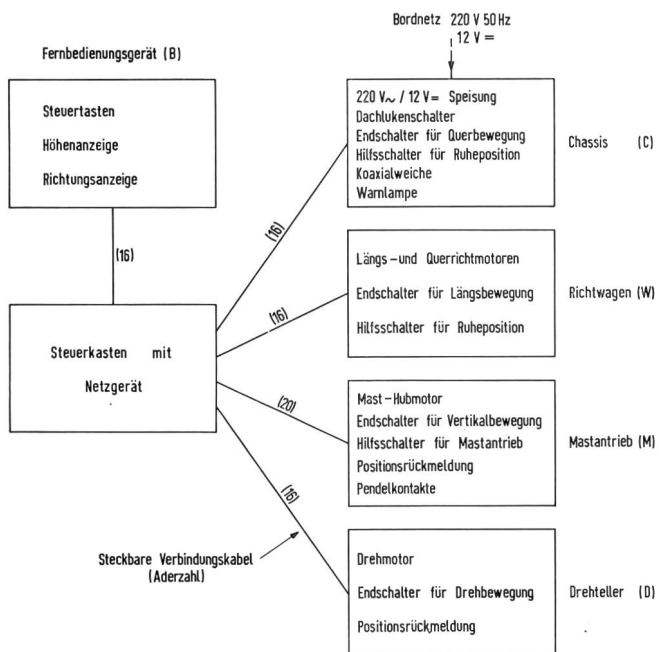 Bordnetz 220 V 50 Hz
12 V =
Fernbedienungsgerät (B)
Steuertasten
Höhenanzeige
Richtungsanzeige
(16)
Steuerkasten mit
Netzgerät
220 V~ / 12 V= Speisung
Dachlukenschalter
Endschalter für Querbewegung
Hilfsschalter für Ruheposition
Koaxialweiche
Warnlampe
Chassis (C)
(16)
Längs-und Querrichtmotoren
Endschalter für Längsbewegung
Hilfsschalter für Ruheposition
Richtwagen (W)
(16)
Mast-Hubmotor
Endschalter für Vertikalbewegung
Hilfsschalter für Mastantrieb
Positionsrückmeldung
Pendelkontakte
Mastantrieb (M)
(20)
Drehmotor
Endschalter für Drehbewegung
Positionsrückmeldung
Drehteller (D)
(16)
Steckbare Verbindungskabel
(Aderzahl)